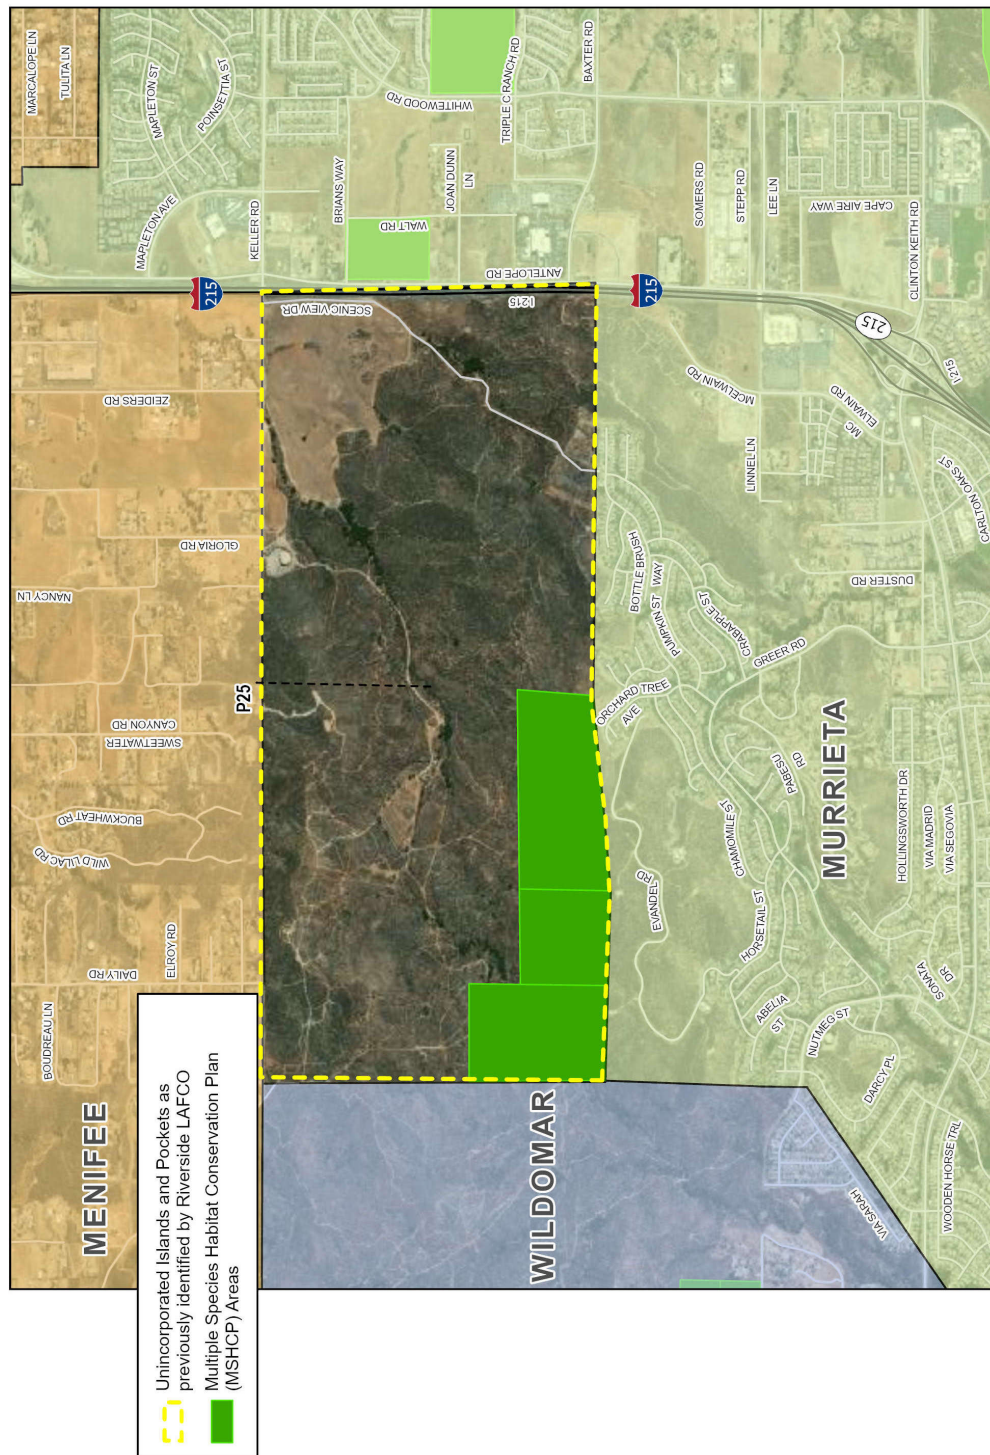 MENIFEE
BOUDREAU LN
DAILY RD
ELROY RD
WILD LILAC RD
BUCKWHEAT RD
SWEETWATER
CANYON RD
NANCY LN
GLORIA RD
ZEIDERS RD
P25
MARCALOPE LN
TULITA LN
MAPLETON ST
POINSETTIA ST
MAPLETON AVE
KELLER RD
BRIANS WAY
WHITEWOOD RD
JOAN DUNN
LN
WALT RD
TRIPLE C RANCH RD
BAXTER RD
ANTELOPE RD
I-215
215
SCENIC VIEW DR
215
SOMERS RD
STEPP RD
LEE LN
CAPE AIRE WAY
CLINTON KEITH RD
215
I-215
MCELWAIN RD
MC
ELWAIN RD
LINNEL LN
CARLTON OAKS ST
DUSTER RD
BOTTLE BRUSH
WAY
PUMPKIN ST
CRABAPPLE ST
GREER RD
ORCHARD TREE
AVE
PABESU
RD
CHAMOMILE ST
EVANDEL
RD
HORSETAIL ST
ABELIA
ST
NUTMEG ST
MURRIETA
HOLLINGSWORTH DR
VIA MADRID
VIA SEGOVIA
SONATA
DR
DARCY PL
WOODEN HORSE TRL
VIA SARAH
WILDOMAR
Unincorporated Islands and Pockets as
previously identified by Riverside LAFCO
Multiple Species Habitat Conservation Plan
(MSHCP) Areas